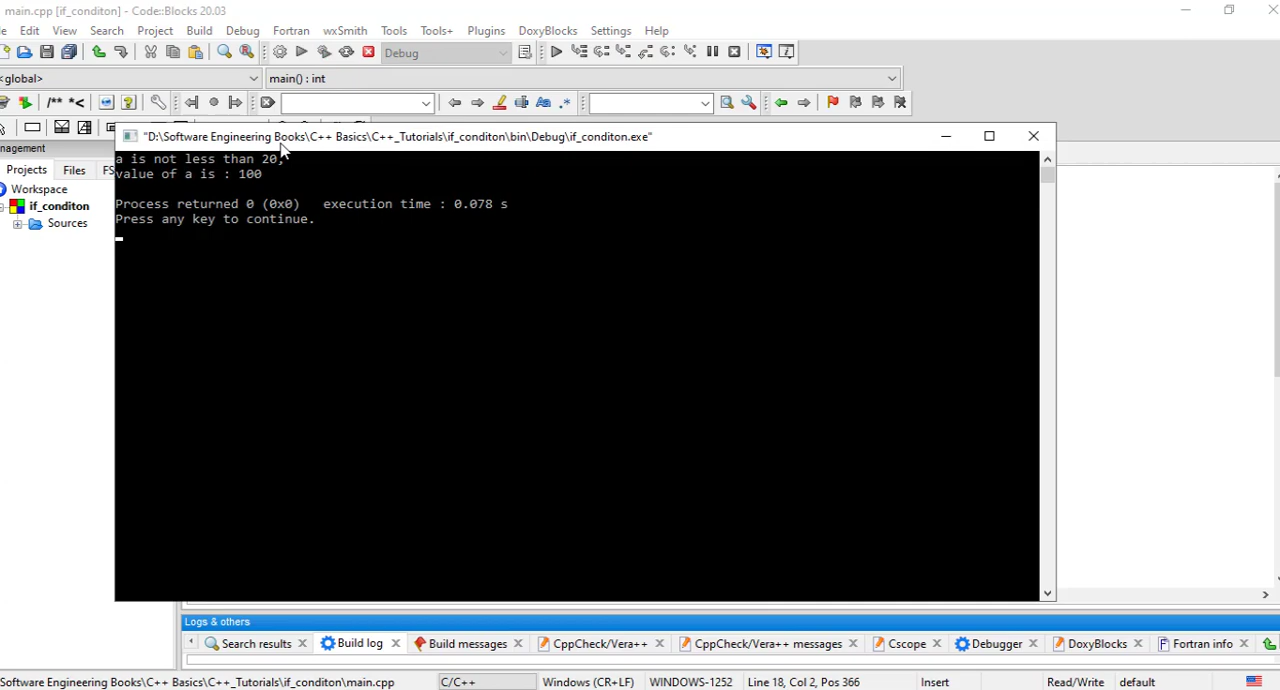 main.cpp [if_conditon] - Code::Blocks 20.03
Edit View Search Project Build Debug Fortran wxSmith Tools Tools+ Plugins DoxyBlocks Settings Help
Debug
<global> main() : int
/** *<
"D:\Software Engineering Books\C++ Basics\C++_Tutorials\if_conditon\bin\Debug\if_conditon.exe"
nagement
Projects Files FS
Workspace
if_conditon
Sources
a is not less than 20;
value of a is : 100
Process returned 0 (0x0) execution time : 0.078 s
Press any key to continue.
Logs & others
Search results Build log Build messages CppCheck/Vera++ CppCheck/Vera++ messages Cscope Debugger DoxyBlocks Fortran info
Software Engineering Books\C++ Basics\C++_Tutorials\if_conditon\main.cpp C/C++ Windows (CR+LF) WINDOWS-1252 Line 18, Col 2, Pos 366 Insert Read/Write default